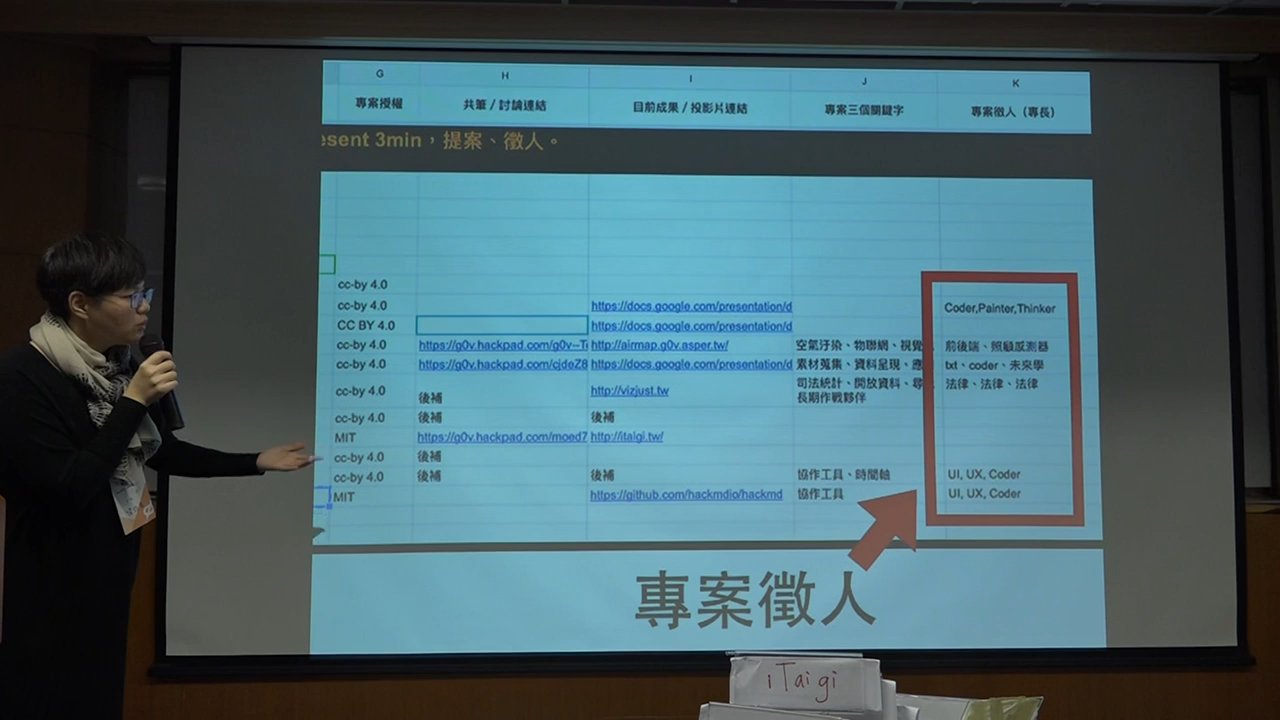 G H I J K
專案授權 共筆 / 討論連結 目前成果 / 投影片連結 專案三個關鍵字 專案徵人（專長）
esent 3min，提案、徵人。
cc-by 4.0
cc-by 4.0 https://docs.google.com/presentation/d Coder,Painter,Thinker
CC BY 4.0 https://docs.google.com/presentation/d
cc-by 4.0 https://g0v.hackpad.com/g0v--T http://airmap.g0v.asper.tw/ 空氣汙染、物聯網、視覺 前後端、照顧感測器
cc-by 4.0 https://g0v.hackpad.com/cjdeZ8 https://docs.google.com/presentation/d 素材蒐集、資料呈現、應 txt、coder、未來學
cc-by 4.0 後補 http://vizjust.tw 司法統計、開放資料、尋 法律、法律、法律
長期作戰夥伴
cc-by 4.0 後補 後補
MIT https://g0v.hackpad.com/moed7 http://itaigi.tw/
cc-by 4.0 後補
cc-by 4.0 後補 後補 協作工具、時間軸 UI, UX, Coder
MIT https://github.com/hackmdio/hackmd 協作工具 UI, UX, Coder
專案徵人
iTaigi